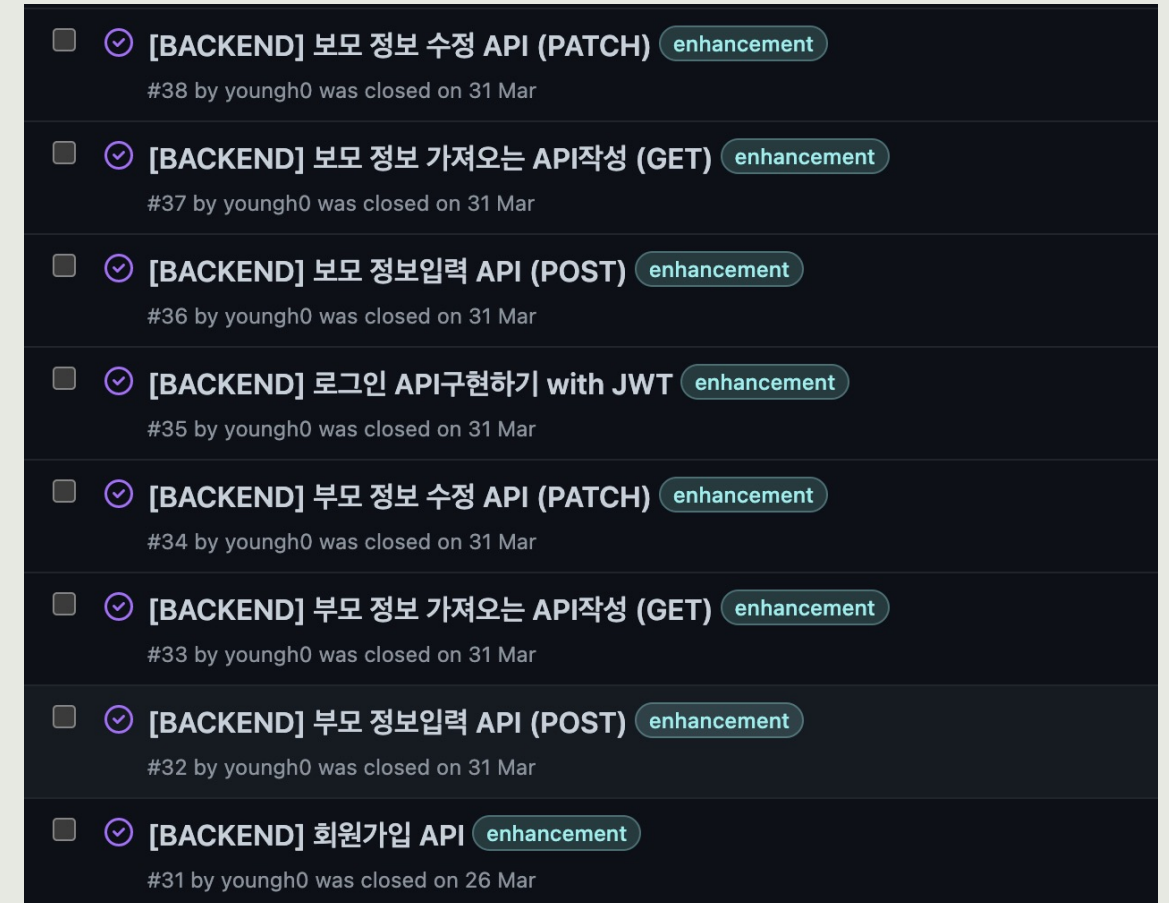 [BACKEND] 보모 정보 수정 API (PATCH) enhancement
#38 by youngh0 was closed on 31 Mar
[BACKEND] 보모 정보 가져오는 API작성 (GET) enhancement
#37 by youngh0 was closed on 31 Mar
[BACKEND] 보모 정보입력 API (POST) enhancement
#36 by youngh0 was closed on 31 Mar
[BACKEND] 로그인 API구현하기 with JWT enhancement
#35 by youngh0 was closed on 31 Mar
[BACKEND] 부모 정보 수정 API (PATCH) enhancement
#34 by youngh0 was closed on 31 Mar
[BACKEND] 부모 정보 가져오는 API작성 (GET) enhancement
#33 by youngh0 was closed on 31 Mar
[BACKEND] 부모 정보입력 API (POST) enhancement
#32 by youngh0 was closed on 31 Mar
[BACKEND] 회원가입 API enhancement
#31 by youngh0 was closed on 26 Mar